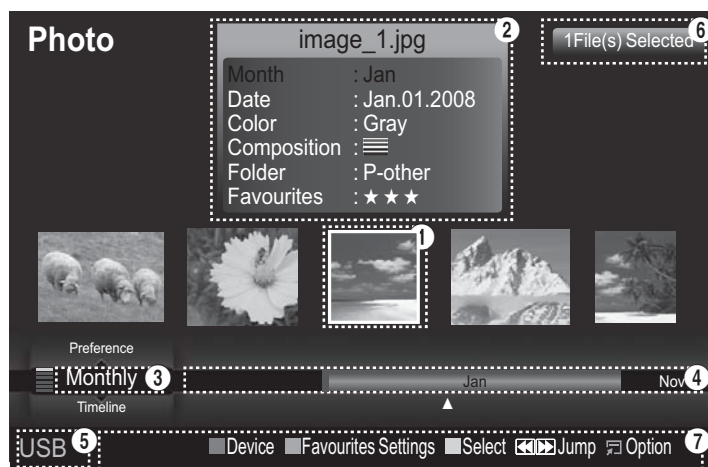 Photo
image_1.jpg
2
1File(s) Selected
6
Month : Jan
Date : Jan.01.2008
Color : Gray
Composition :
Folder : P-other
Favourites : ★★★
1
Preference
Monthly
3
Jan
Nov
4
Timeline
USB
5
Device Favourites Settings Select Jump Option
7